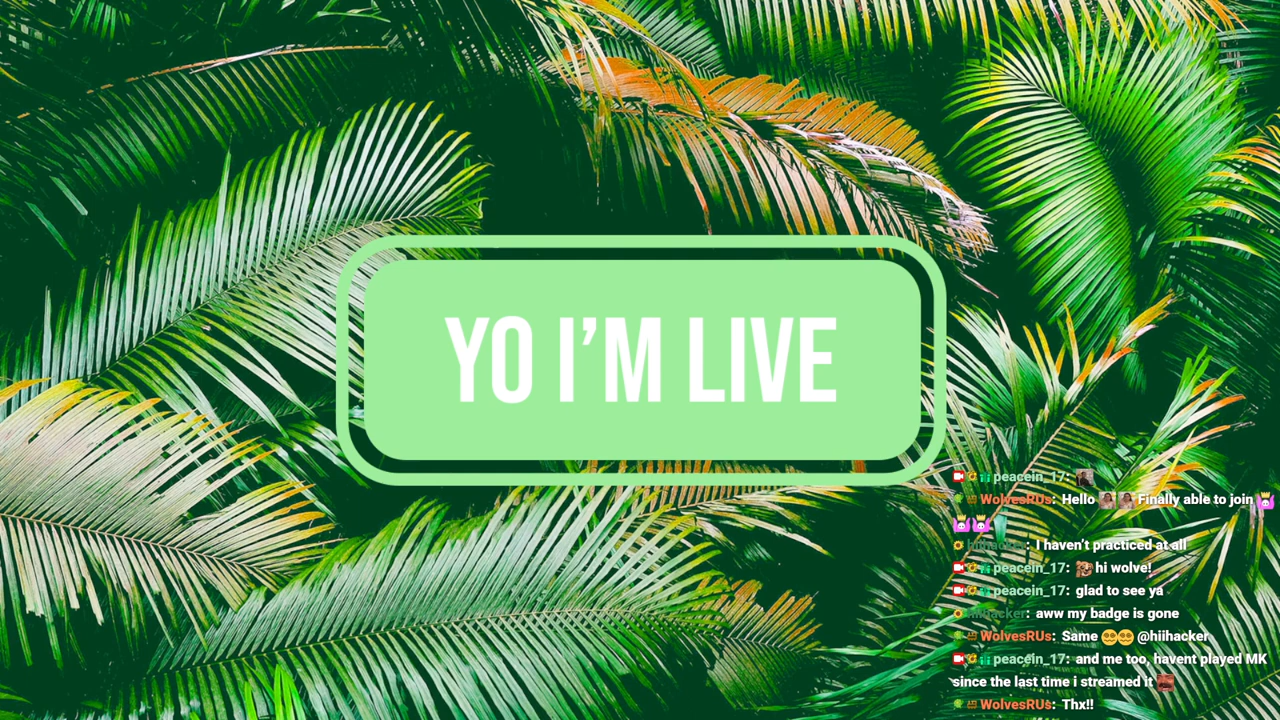 YO I'M LIVE
peacein_17:
WolvesRUs: Hello Finally able to join
hiihacker: I haven't practiced at all
peacein_17: hi wolve!
peacein_17: glad to see ya
hiihacker: aww my badge is gone
WolvesRUs: Same @hiihacker
peacein_17: and me too, havent played MK
since the last time i streamed it
WolvesRUs: Thx!!